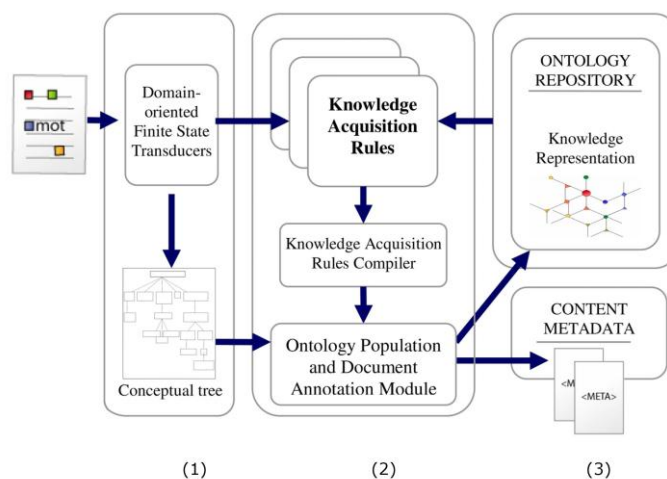 mot
Domain-
oriented
Finite State
Transducers
Conceptual tree
Knowledge
Acquisition
Rules
Knowledge Acquisition
Rules Compiler
Ontology Population
and Document
Annotation Module
ONTOLOGY
REPOSITORY
Knowledge
Representation
CONTENT
METADATA
<M
<META>
(1)
(2)
(3)